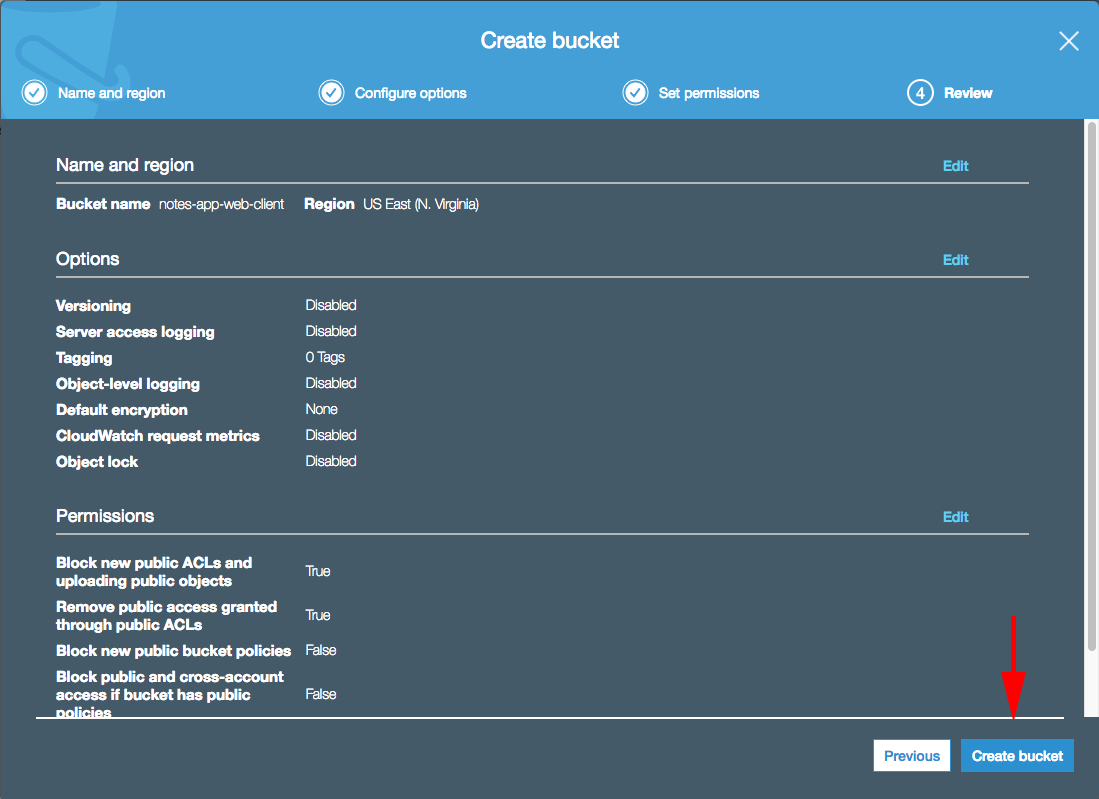 Create bucket
Name and region
Configure options
Set permissions
4 Review
Name and region Edit
Bucket name notes-app-web-client Region US East (N. Virginia)
Options Edit
Versioning Disabled
Server access logging Disabled
Tagging 0 Tags
Object-level logging Disabled
Default encryption None
CloudWatch request metrics Disabled
Object lock Disabled
Permissions Edit
Block new public ACLs and
uploading public objects True
Remove public access granted
through public ACLs True
Block new public bucket policies False
Block public and cross-account
access if bucket has public False
policies
Previous Create bucket